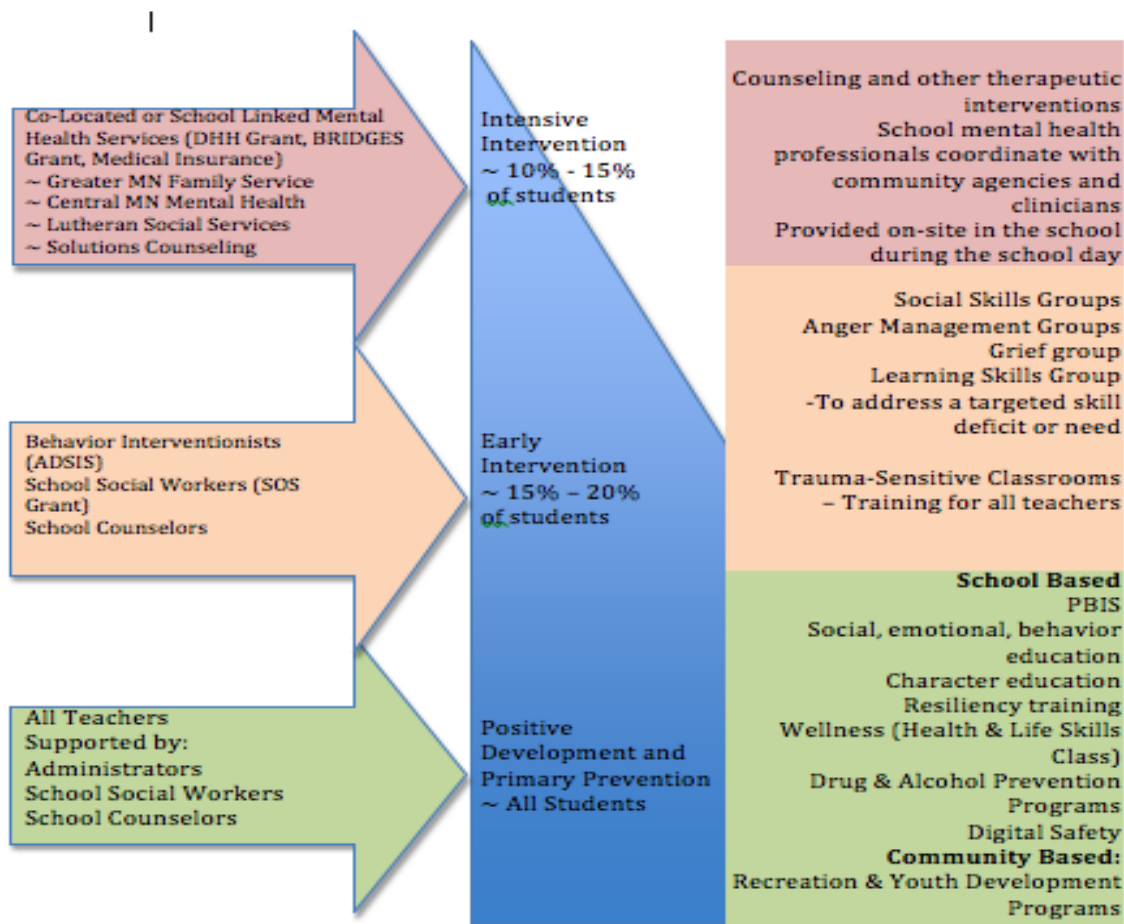 Co-Located or School Linked Mental
Health Services (DHH Grant, BRIDGES
Grant, Medical Insurance)
~ Greater MN Family Service
~ Central MN Mental Health
~ Lutheran Social Services
~ Solutions Counseling
Intensive
Intervention
~ 10% - 15%
of students
Counseling and other therapeutic
interventions
School mental health
professionals coordinate with
community agencies and
clinicians
Provided on-site in the school
during the school day
Behavior Interventionists
(ADSIS)
School Social Workers (SOS
Grant)
School Counselors
Early
Intervention
~ 15% – 20%
of students
Social Skills Groups
Anger Management Groups
Grief group
Learning Skills Group
-To address a targeted skill
deficit or need
Trauma-Sensitive Classrooms
– Training for all teachers
All Teachers
Supported by:
Administrators
School Social Workers
School Counselors
Positive
Development and
Primary Prevention
~ All Students
School Based
PBIS
Social, emotional, behavior
education
Character education
Resiliency training
Wellness (Health & Life Skills
Class)
Drug & Alcohol Prevention
Programs
Digital Safety
Community Based:
Recreation & Youth Development
Programs